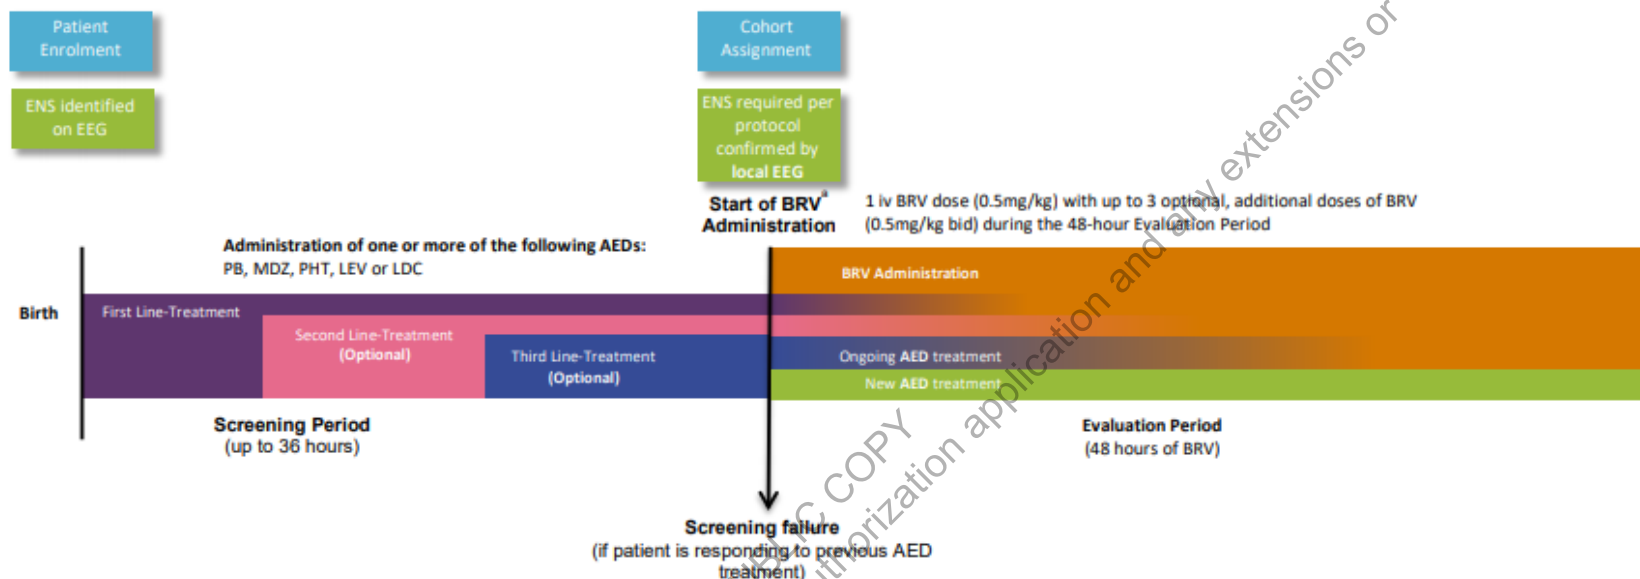 Patient
Enrolment
Cohort
Assignment
ENS identified
on EEG
ENS required per
protocol
confirmed by
local EEG
Start of BRVa
Administration
1 iv BRV dose (0.5mg/kg) with up to 3 optional, additional doses of BRV
(0.5mg/kg bid) during the 48-hour Evaluation Period
Administration of one or more of the following AEDs:
PB, MDZ, PHT, LEV or LDC
BRV Administration
Birth
First Line-Treatment
Second Line-Treatment
(Optional)
Third Line-Treatment
(Optional)
Ongoing AED treatment
New AED treatment
Screening Period
(up to 36 hours)
Evaluation Period
(48 hours of BRV)
Screening failure
(if patient is responding to previous AED
treatment)
COPY
authorization application and any extensions or